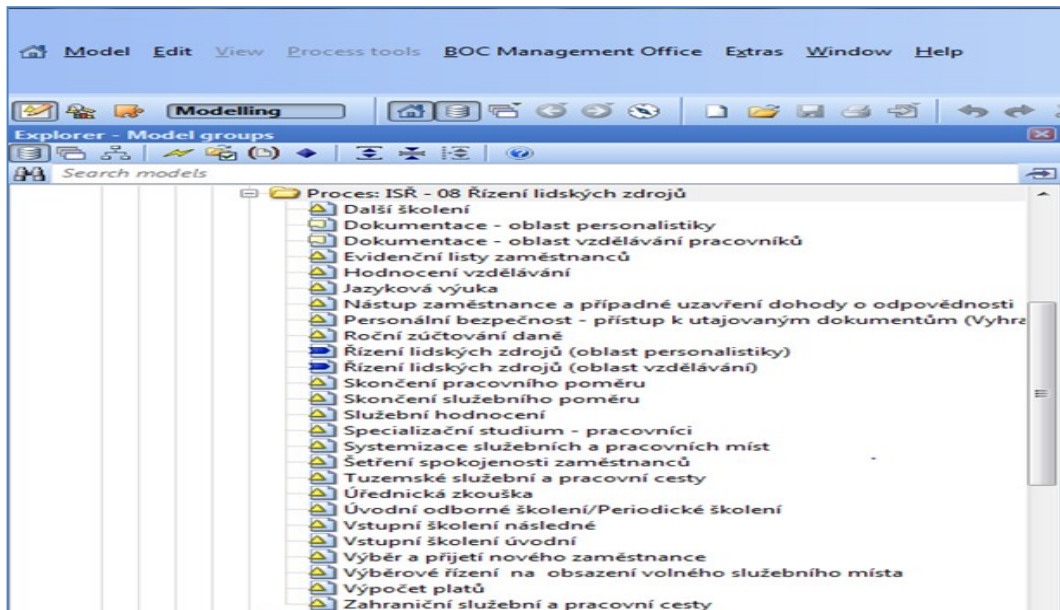 Model Edit View Process tools BOC Management Office Extras Window Help
Modelling
Explorer - Model groups
Search models
Proces: ISŘ - 08 Řízení lidských zdrojů
Další školení
Dokumentace - oblast personalistiky
Dokumentace - oblast vzdělávání pracovníků
Evidenční listy zaměstnanců
Hodnocení vzdělávání
Jazyková výuka
Nástup zaměstnance a případné uzavření dohody o odpovědnosti
Personální bezpečnost - přístup k utajovaným dokumentům (Vyhra
Roční zúčtování daně
Řízení lidských zdrojů (oblast personalistiky)
Řízení lidských zdrojů (oblast vzdělávání)
Skončení pracovního poměru
Skončení služebního poměru
Služební hodnocení
Specializační studium - pracovníci
Systemizace služebních a pracovních míst
Šetření spokojenosti zaměstnanců
Tuzemské služební a pracovní cesty
Úřednická zkouška
Úvodní odborné školení/Periodické školení
Vstupní školení následné
Vstupní školení úvodní
Výběr a přijetí nového zaměstnance
Výběrové řízení na obsazení volného služebního místa
Výpočet platů
Zahraniční služební a pracovní cesty